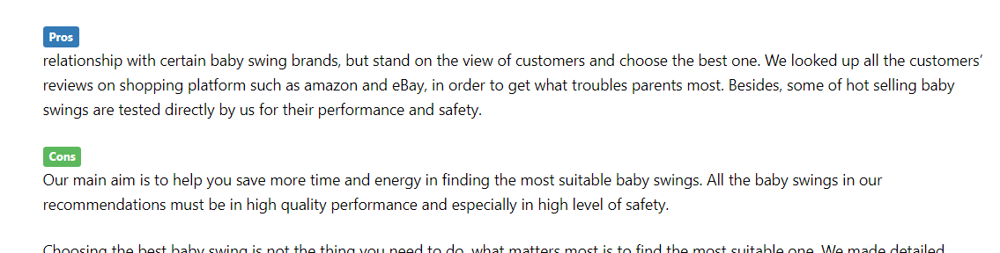 Pros
relationship with certain baby swing brands, but stand on the view of customers and choose the best one. We looked up all the customers’
reviews on shopping platform such as amazon and eBay, in order to get what troubles parents most. Besides, some of hot selling baby
swings are tested directly by us for their performance and safety.
Cons
Our main aim is to help you save more time and energy in finding the most suitable baby swings. All the baby swings in our
recommendations must be in high quality performance and especially in high level of safety.
Choosing the best baby swing is not the thing you need to do, what matters most is to find the most suitable one. We made detailed